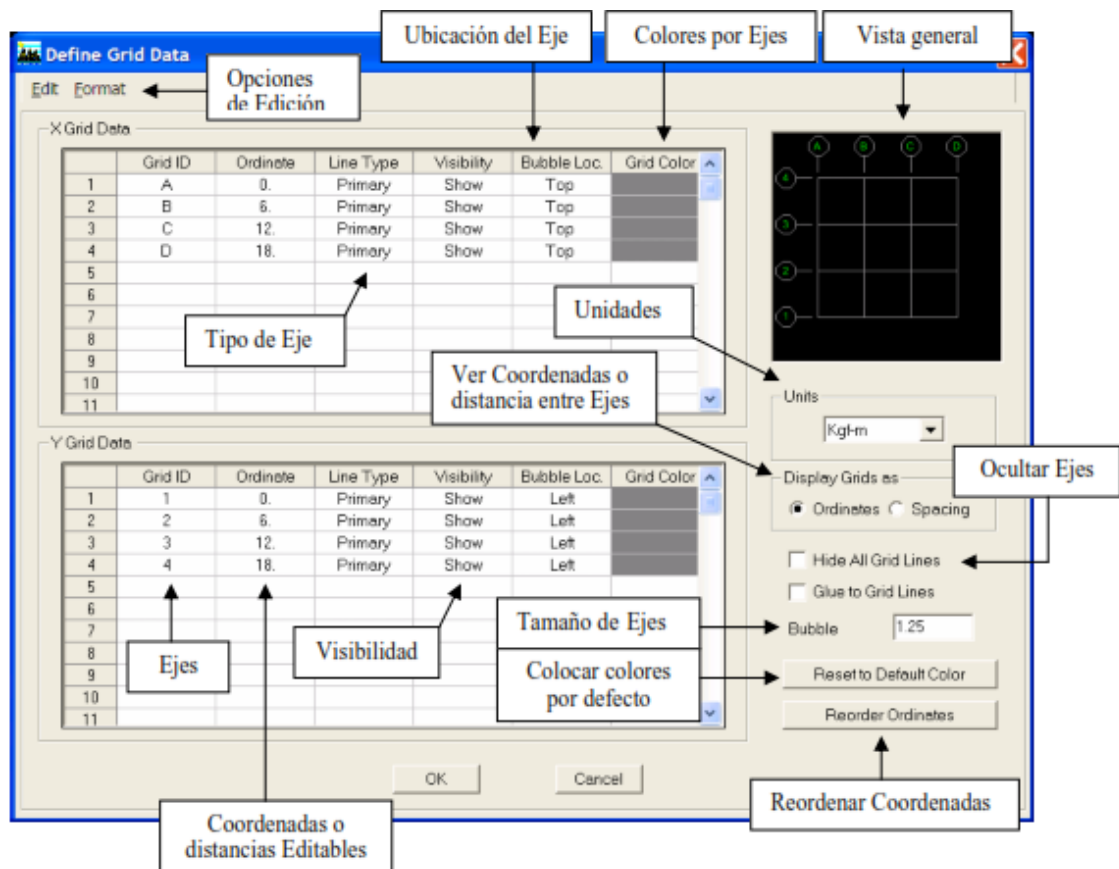 Ubicación del Eje
Colores por Ejes
Vista general
Define Grid Data
Edit Format
Opciones
de Edición
X Grid Data
Grid ID Ordinate Line Type Visibility Bubble Loc. Grid Color
1 A 0. Primary Show Top
2 B 6. Primary Show Top
3 C 12. Primary Show Top
4 D 18. Primary Show Top
5
6
7
8
9
10
11
A B C D
4
3
2
1
Tipo de Eje
Unidades
Ver Coordenadas o
distancia entre Ejes
Units
Kgf-m
Y Grid Data
Grid ID Ordinate Line Type Visibility Bubble Loc. Grid Color
1 1 0. Primary Show Left
2 2 6. Primary Show Left
3 3 12. Primary Show Left
4 4 18. Primary Show Left
5
6
7
8
9
10
11
Ocultar Ejes
Display Grids as
Ordinates Spacing
Hide All Grid Lines
Glue to Grid Lines
Tamaño de Ejes
Bubble 1.25
Ejes
Visibilidad
Colocar colores
por defecto
Reset to Default Color
Reorder Ordinates
OK Cancel
Reordenar Coordenadas
Coordenadas o
distancias Editables